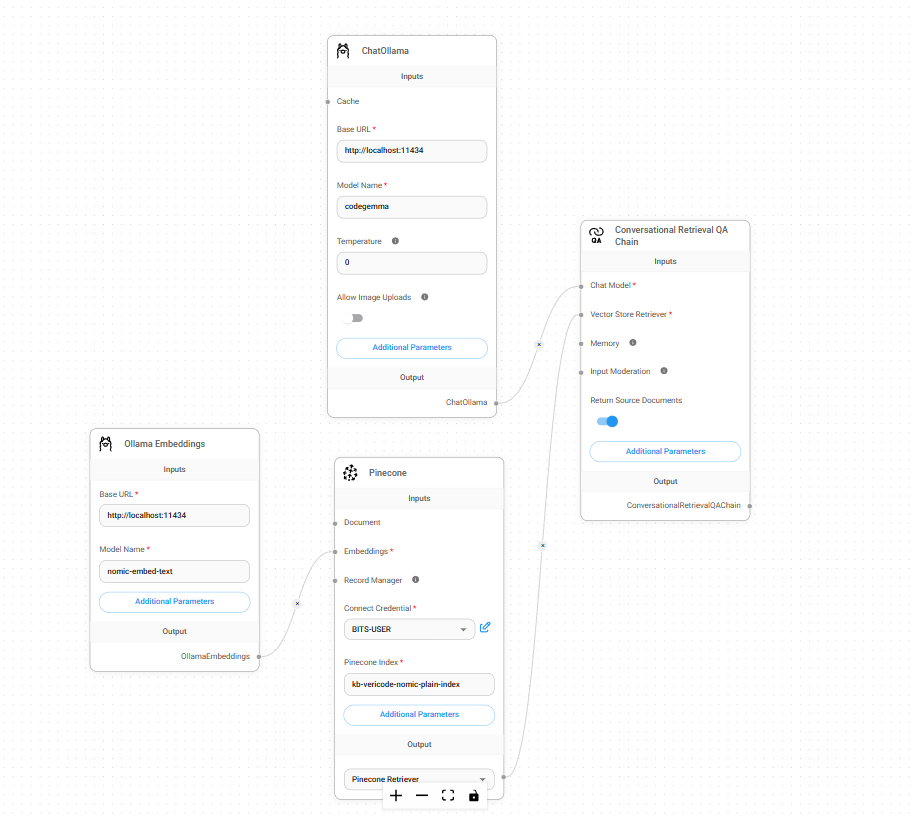 ChatOllama
Inputs
Cache
Base URL *
http://localhost:11434
Model Name *
codegemma
Temperature
0
Allow Image Uploads
Additional Parameters
Output
ChatOllama
QA
Conversational Retrieval QA
Chain
Inputs
Chat Model *
Vector Store Retriever *
Memory
Input Moderation
Return Source Documents
Additional Parameters
Output
ConversationalRetrievalQAChain
Ollama Embeddings
Inputs
Base URL *
http://localhost:11434
Model Name *
nomic-embed-text
Additional Parameters
Output
OllamaEmbeddings
Pinecone
Inputs
Document
Embeddings *
Record Manager
Connect Credential *
BITS-USER
Pinecone Index *
kb-vericode-nomic-plain-index
Additional Parameters
Output
Pinecone Retriever